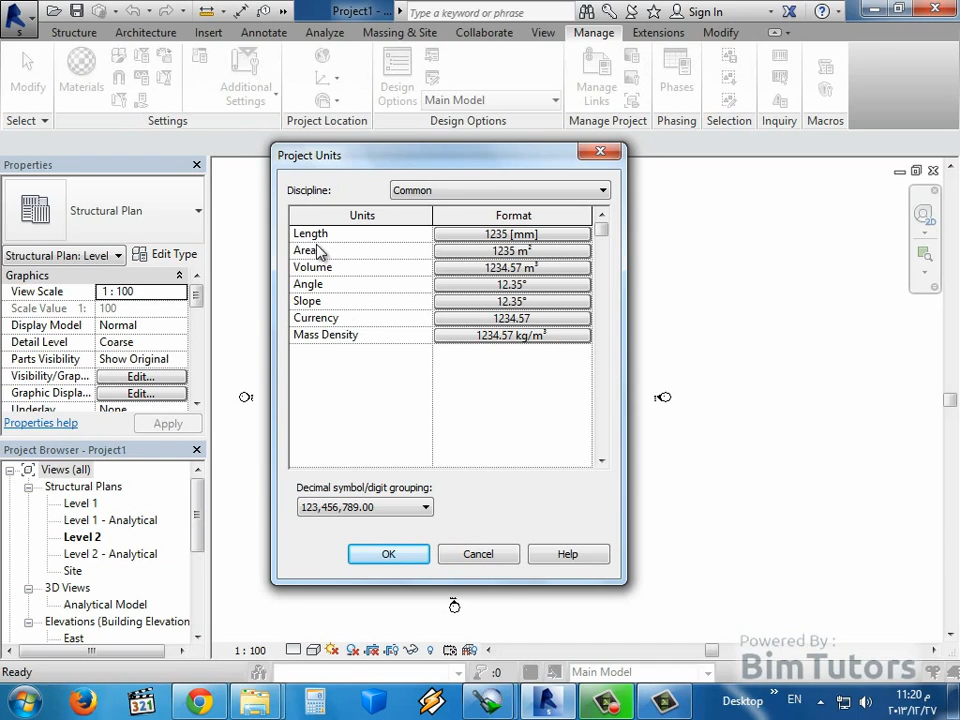 Project1 - ...
Type a keyword or phrase
Sign In
S
Structure Architecture Insert Annotate Analyze Massing & Site Collaborate View Manage Extensions Modify
Modify
Materials
Additional
Settings
Design
Options
Main Model
Manage
Links
Phases
Select
Settings
Project Location
Design Options
Manage Project
Phasing
Selection
Inquiry
Macros
Properties
Structural Plan
Structural Plan: Level
Edit Type
Graphics
View Scale 1 : 100
Scale Value 1: 100
Display Model Normal
Detail Level Coarse
Parts Visibility Show Original
Visibility/Grap... Edit...
Graphic Displa... Edit...
Underlay None
Properties help
Apply
Project Browser - Project1
Views (all)
Structural Plans
Level 1
Level 1 - Analytical
Level 2
Level 2 - Analytical
Site
3D Views
Analytical Model
Elevations (Building Elevation
East
Project Units
Discipline: Common
Units Format
Length 1235 [mm]
Area 1235 m²
Volume 1234.57 m³
Angle 12.35°
Slope 12.35°
Currency 1234.57
Mass Density 1234.57 kg/m³
Decimal symbol/digit grouping:
123,456,789.00
OK
Cancel
Help
1 : 100
Powered By :
BimTutors
Ready
:0
Main Model
321
Desktop
EN
11:20 م
٢٠١٣/١٢/٢٧